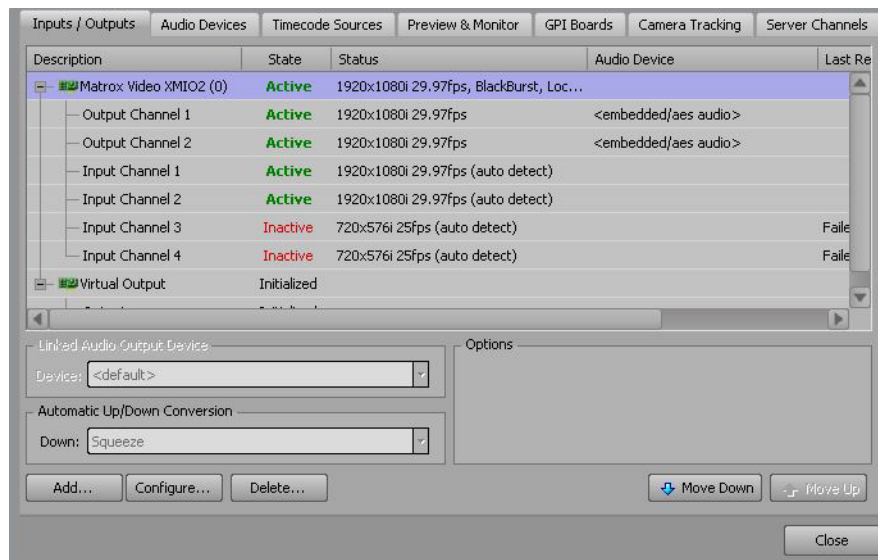 Inputs / Outputs Audio Devices Timecode Sources Preview & Monitor GPI Boards Camera Tracking Server Channels
Description State Status Audio Device Last Re
Matrox Video XMIO2 (0) Active 1920x1080i 29.97fps, BlackBurst, Loc...
Output Channel 1 Active 1920x1080i 29.97fps <embedded/aes audio>
Output Channel 2 Active 1920x1080i 29.97fps <embedded/aes audio>
Input Channel 1 Active 1920x1080i 29.97fps (auto detect)
Input Channel 2 Active 1920x1080i 29.97fps (auto detect)
Input Channel 3 Inactive 720x576i 25fps (auto detect) Faile
Input Channel 4 Inactive 720x576i 25fps (auto detect) Faile
Virtual Output Initialized
Linked Audio Output Device Options
Device: <default>
Automatic Up/Down Conversion
Down: Squeeze
Add... Configure... Delete... Move Down Move Up
Close